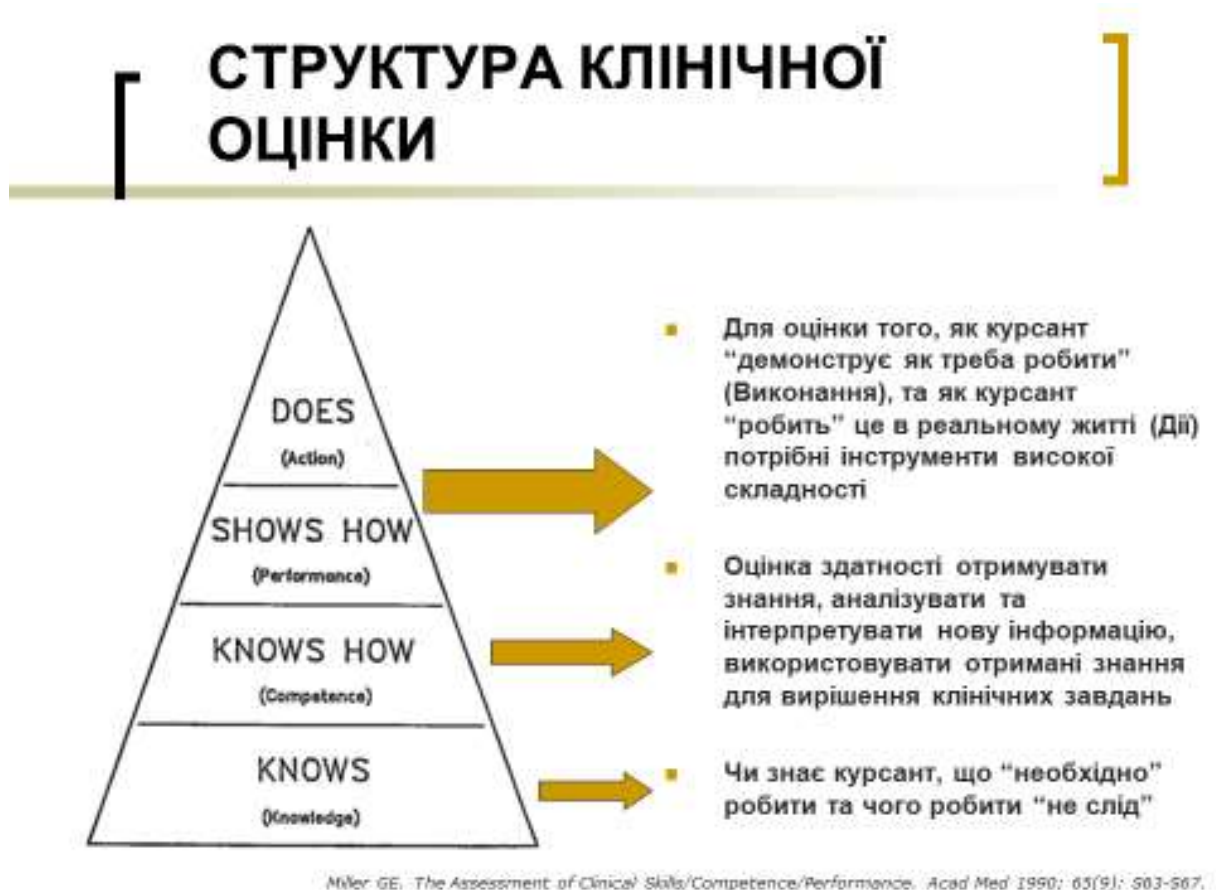 СТРУКТУРА КЛІНІЧНОЇ
ОЦІНКИ
DOES
(Action)
SHOWS HOW
(Performance)
KNOWS HOW
(Competence)
KNOWS
(Knowledge)
Для оцінки того, як курсант
“демонструє як треба робити”
(Виконання), та як курсант
“робить” це в реальному житті (Дії)
потрібні інструменти високої
складності
Оцінка здатності отримувати
знання, аналізувати та
інтерпретувати нову інформацію,
використовувати отримані знання
для вирішення клінічних завдань
Чи знає курсант, що “необхідно”
робити та чого робити “не слід”
Miller GE. The Assessment of Clinical Skills/Competence/Performance. Acad Med 1990; 65(9): S63-S67.